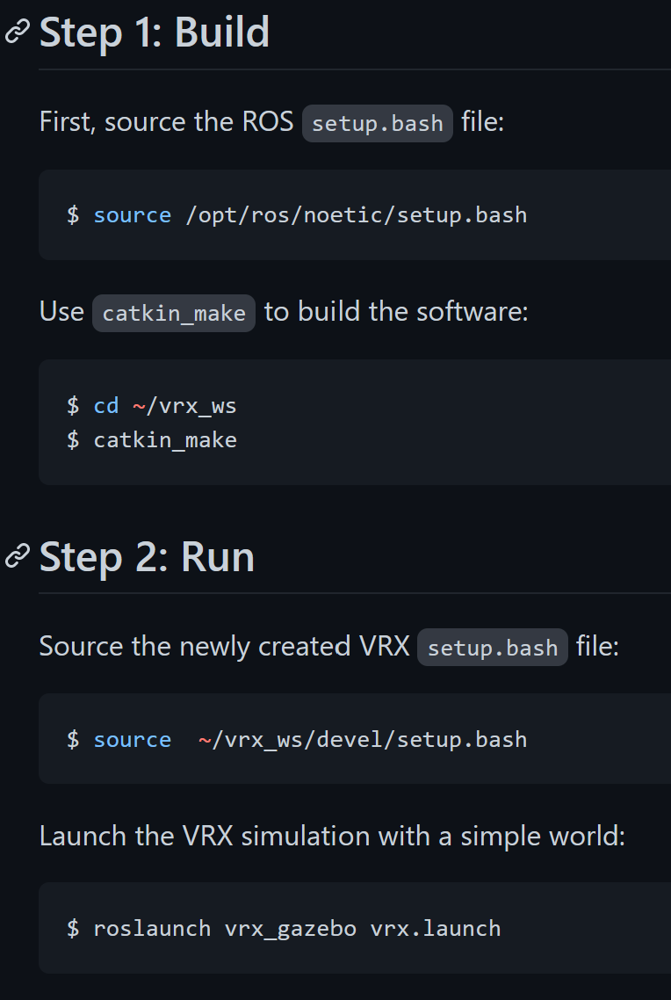 Step 1: Build
First, source the ROS setup.bash file:
$ source /opt/ros/noetic/setup.bash
Use catkin_make to build the software:
$ cd ~/vrx_ws
$ catkin_make
Step 2: Run
Source the newly created VRX setup.bash file:
$ source  ~/vrx_ws/devel/setup.bash
Launch the VRX simulation with a simple world:
$ roslaunch vrx_gazebo vrx.launch